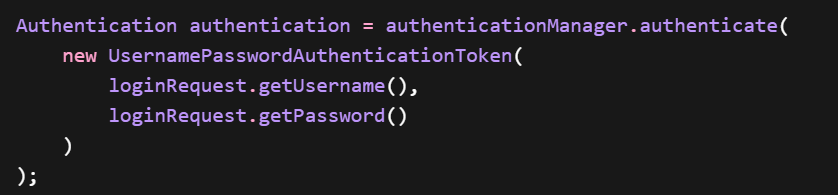 Authentication authentication = authenticationManager.authenticate(
    new UsernamePasswordAuthenticationToken(
        loginRequest.getUsername(),
        loginRequest.getPassword()
    )
);